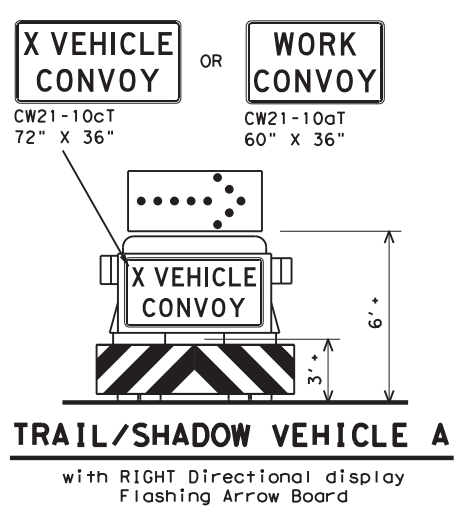 X VEHICLE
CONVOY
OR
WORK
CONVOY
CW21-10cT
72" X 36"
CW21-10aT
60" X 36"
X VEHICLE
CONVOY
6' +
3' +
TRAIL/SHADOW VEHICLE A
with RIGHT Directional display
Flashing Arrow Board